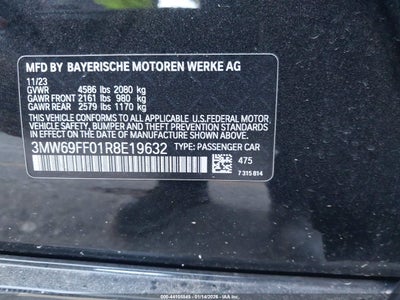 MFD BY BAYERISCHE MOTOREN WERKE AG
11/23
GVWR 4586 lbs 2080 kg
GAWR FRONT 2161 lbs 980 kg
GAWR REAR 2579 lbs 1170 kg
THIS VEHICLE CONFORMS TO ALL APPLICABLE U.S.FEDERAL MOTOR
VEHICLE SAFETY, BUMPER AND THEFT PREVENTION STANDARDS
IN EFFECT ON THE DATE OF MANUFACTURE SHOWN ABOVE.
3MW69FF01R8E19632 TYPE: PASSENGER CAR
475
7 315 814